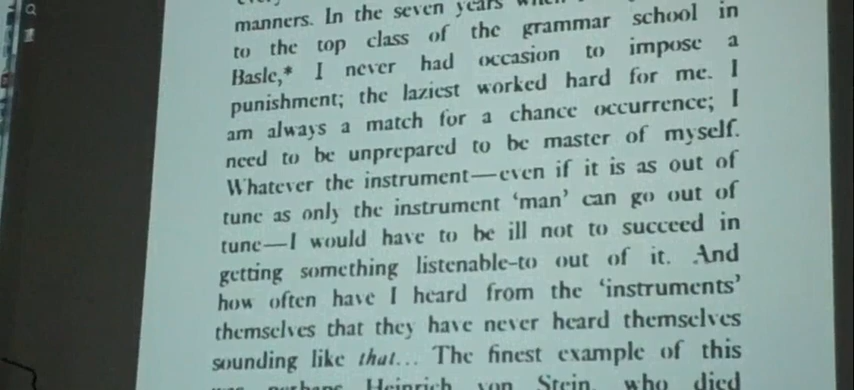 manners. In the seven years when
to the top class of the grammar school in
Basle,* I never had occasion to impose a
punishment; the laziest worked hard for me. I
am always a match for a chance occurrence; I
need to be unprepared to be master of myself.
Whatever the instrument—even if it is as out of
tune as only the instrument ‘man’ can go out of
tune—I would have to be ill not to succeed in
getting something listenable-to out of it. And
how often have I heard from the ‘instruments’
themselves that they have never heard themselves
sounding like that... The finest example of this
perhaps Heinrich von Stein, who died